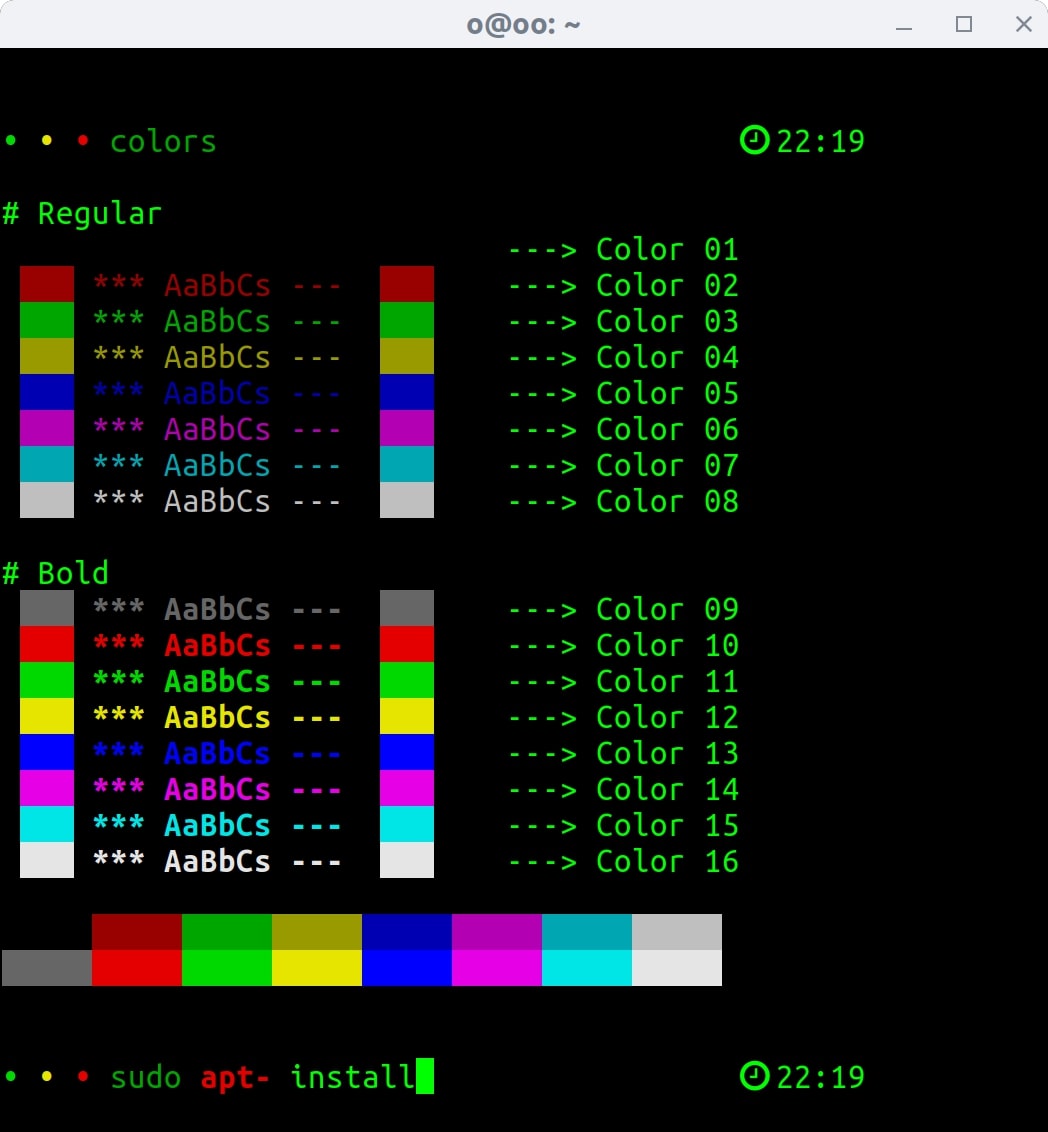 o@oo: ~
• • • colors 22:19
# Regular
---> Color 01
*** AaBbCs --- ---> Color 02
*** AaBbCs --- ---> Color 03
*** AaBbCs --- ---> Color 04
*** AaBbCs --- ---> Color 05
*** AaBbCs --- ---> Color 06
*** AaBbCs --- ---> Color 07
*** AaBbCs --- ---> Color 08
# Bold
*** AaBbCs --- ---> Color 09
*** AaBbCs --- ---> Color 10
*** AaBbCs --- ---> Color 11
*** AaBbCs --- ---> Color 12
*** AaBbCs --- ---> Color 13
*** AaBbCs --- ---> Color 14
*** AaBbCs --- ---> Color 15
*** AaBbCs --- ---> Color 16
• • • sudo apt- install 22:19